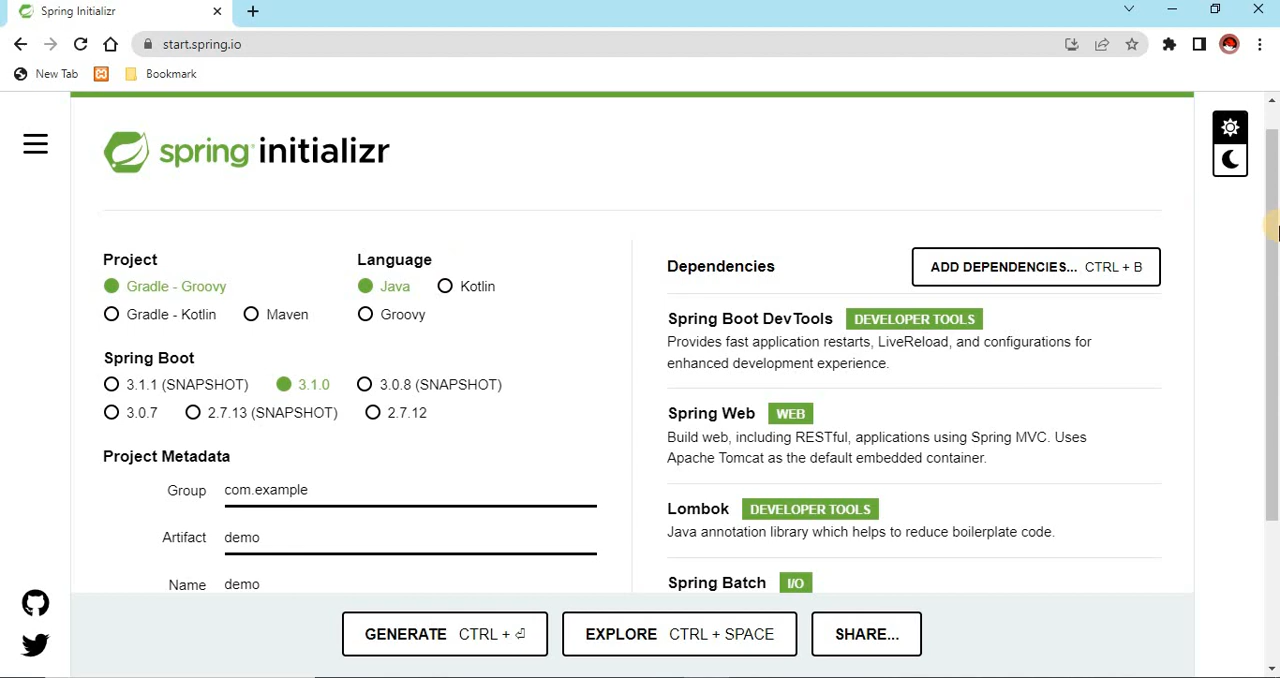 Spring Initializr
start.spring.io
New Tab
Bookmark
spring initializr
Project
Gradle - Groovy
Gradle - Kotlin
Maven
Language
Java
Kotlin
Groovy
Spring Boot
3.1.1 (SNAPSHOT)
3.1.0
3.0.8 (SNAPSHOT)
3.0.7
2.7.13 (SNAPSHOT)
2.7.12
Project Metadata
Group com.example
Artifact demo
Name demo
Dependencies
ADD DEPENDENCIES... CTRL + B
Spring Boot DevTools DEVELOPER TOOLS
Provides fast application restarts, LiveReload, and configurations for
enhanced development experience.
Spring Web WEB
Build web, including RESTful, applications using Spring MVC. Uses
Apache Tomcat as the default embedded container.
Lombok DEVELOPER TOOLS
Java annotation library which helps to reduce boilerplate code.
Spring Batch I/O
GENERATE CTRL + ⏎
EXPLORE CTRL + SPACE
SHARE...